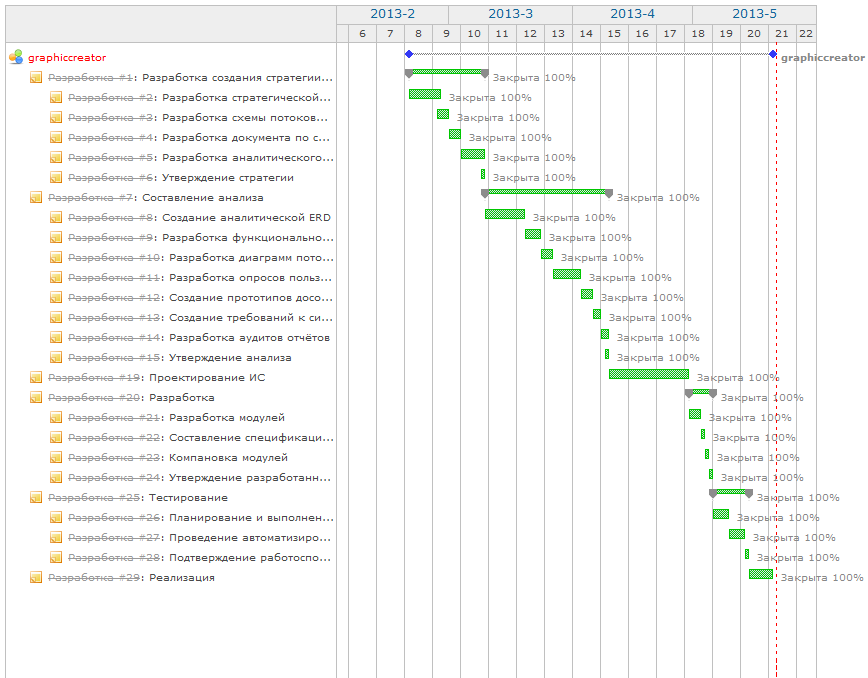 2013-2 2013-3 2013-4 2013-5
6 7 8 9 10 11 12 13 14 15 16 17 18 19 20 21 22
graphiccreator graphiccreator
Разработка #1: Разработка создания стратегии... Закрыта 100%
Разработка #2: Разработка стратегической... Закрыта 100%
Разработка #3: Разработка схемы потоков... Закрыта 100%
Разработка #4: Разработка документа по с... Закрыта 100%
Разработка #5: Разработка аналитического... Закрыта 100%
Разработка #6: Утверждение стратегии Закрыта 100%
Разработка #7: Составление анализа Закрыта 100%
Разработка #8: Создание аналитической ERD Закрыта 100%
Разработка #9: Разработка функционально... Закрыта 100%
Разработка #10: Разработка диаграмм пото... Закрыта 100%
Разработка #11: Разработка опросов польз... Закрыта 100%
Разработка #12: Создание прототипов досо... Закрыта 100%
Разработка #13: Создание требований к си... Закрыта 100%
Разработка #14: Разработка аудитов отчётов Закрыта 100%
Разработка #15: Утверждение анализа Закрыта 100%
Разработка #19: Проектирование ИС Закрыта 100%
Разработка #20: Разработка Закрыта 100%
Разработка #21: Разработка модулей Закрыта 100%
Разработка #22: Составление спецификаци... Закрыта 100%
Разработка #23: Компановка модулей Закрыта 100%
Разработка #24: Утверждение разработанн... Закрыта 100%
Разработка #25: Тестирование Закрыта 100%
Разработка #26: Планирование и выполнен... Закрыта 100%
Разработка #27: Проведение автоматизиро... Закрыта 100%
Разработка #28: Подтверждение работоспо... Закрыта 100%
Разработка #29: Реализация Закрыта 100%